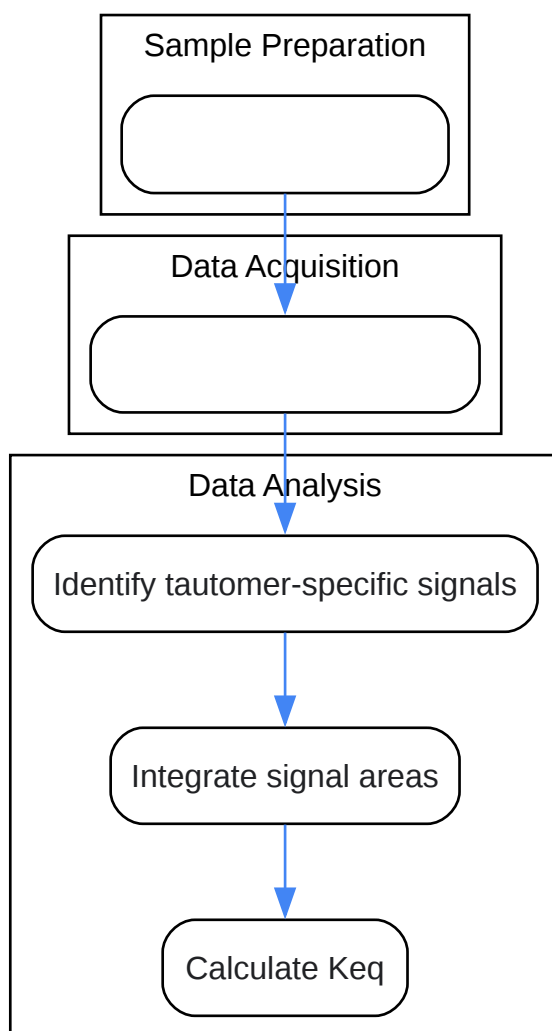 Sample Preparation
Data Acquisition
Data Analysis
Identify tautomer-specific signals
Integrate signal areas
Calculate Keq